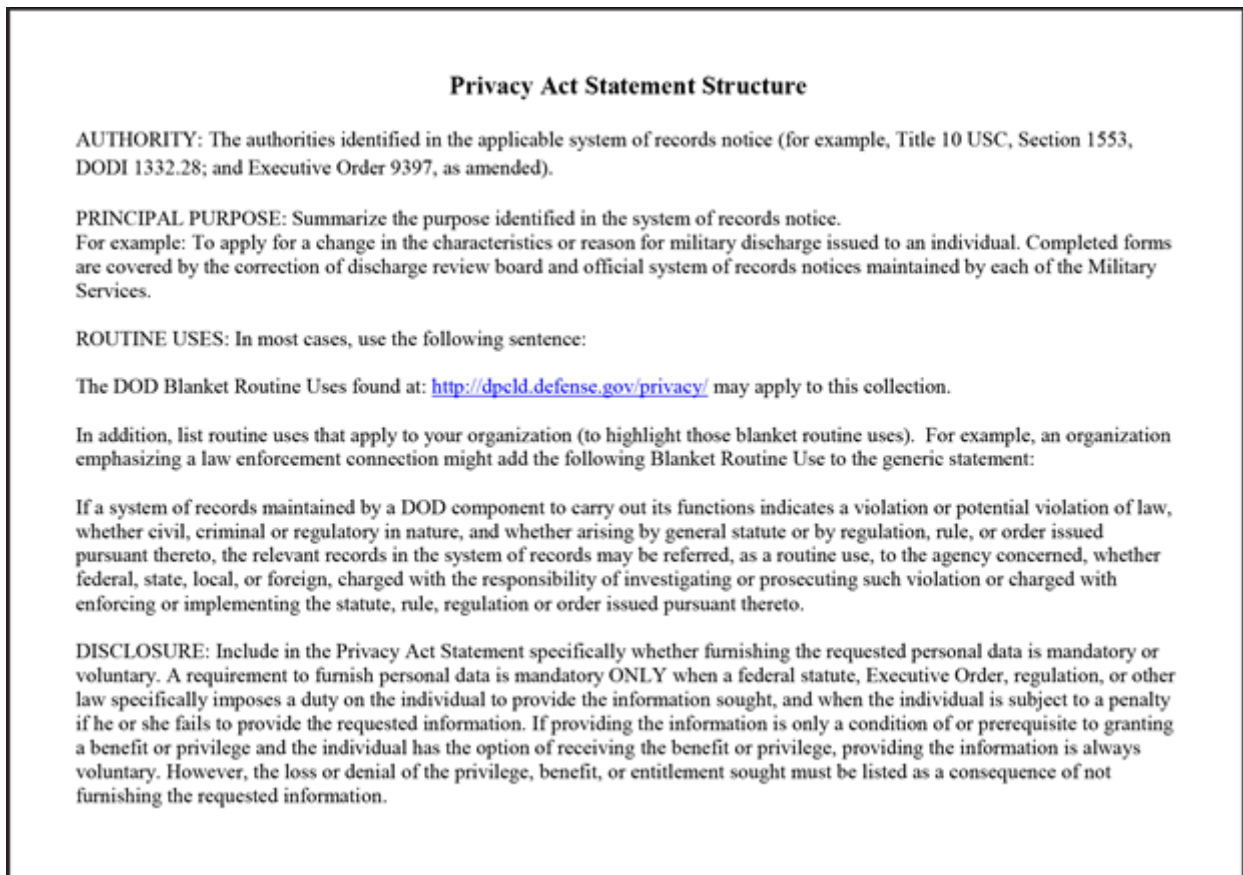 Privacy Act Statement Structure
AUTHORITY: The authorities identified in the applicable system of records notice (for example, Title 10 USC, Section 1553,
DODI 1332.28; and Executive Order 9397, as amended).
PRINCIPAL PURPOSE: Summarize the purpose identified in the system of records notice.
For example: To apply for a change in the characteristics or reason for military discharge issued to an individual. Completed forms
are covered by the correction of discharge review board and official system of records notices maintained by each of the Military
Services.
ROUTINE USES: In most cases, use the following sentence:
The DOD Blanket Routine Uses found at: http://dpcld.defense.gov/privacy/ may apply to this collection.
In addition, list routine uses that apply to your organization (to highlight those blanket routine uses).  For example, an organization
emphasizing a law enforcement connection might add the following Blanket Routine Use to the generic statement:
If a system of records maintained by a DOD component to carry out its functions indicates a violation or potential violation of law,
whether civil, criminal or regulatory in nature, and whether arising by general statute or by regulation, rule, or order issued
pursuant thereto, the relevant records in the system of records may be referred, as a routine use, to the agency concerned, whether
federal, state, local, or foreign, charged with the responsibility of investigating or prosecuting such violation or charged with
enforcing or implementing the statute, rule, regulation or order issued pursuant thereto.
DISCLOSURE: Include in the Privacy Act Statement specifically whether furnishing the requested personal data is mandatory or
voluntary. A requirement to furnish personal data is mandatory ONLY when a federal statute, Executive Order, regulation, or other
law specifically imposes a duty on the individual to provide the information sought, and when the individual is subject to a penalty
if he or she fails to provide the requested information. If providing the information is only a condition of or prerequisite to granting
a benefit or privilege and the individual has the option of receiving the benefit or privilege, providing the information is always
voluntary. However, the loss or denial of the privilege, benefit, or entitlement sought must be listed as a consequence of not
furnishing the requested information.